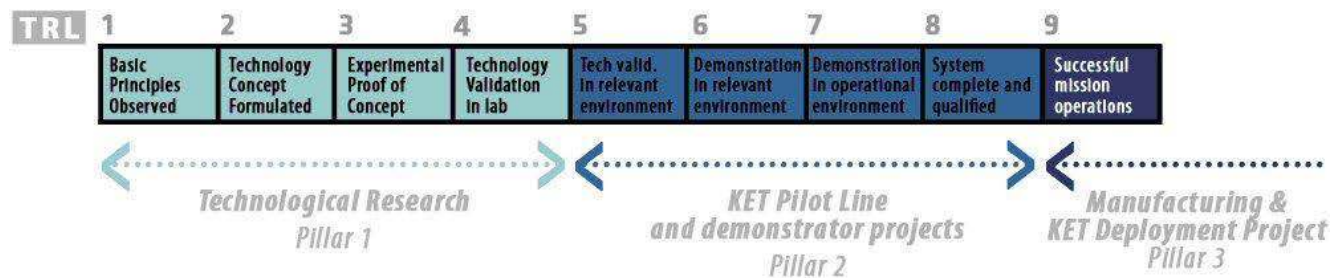 TRL 1 2 3 4 5 6 7 8 9
Basic
Principles
Observed
Technology
Concept
Formulated
Experimental
Proof of
Concept
Technology
Validation
in lab
Tech valid.
in relevant
environment
Demonstration
in relevant
environment
Demonstration
in operational
environment
System
complete and
qualified
Successful
mission
operations
Technological Research
Pillar 1
KET Pilot Line
and demonstrator projects
Pillar 2
Manufacturing &
KET Deployment Project
Pillar 3